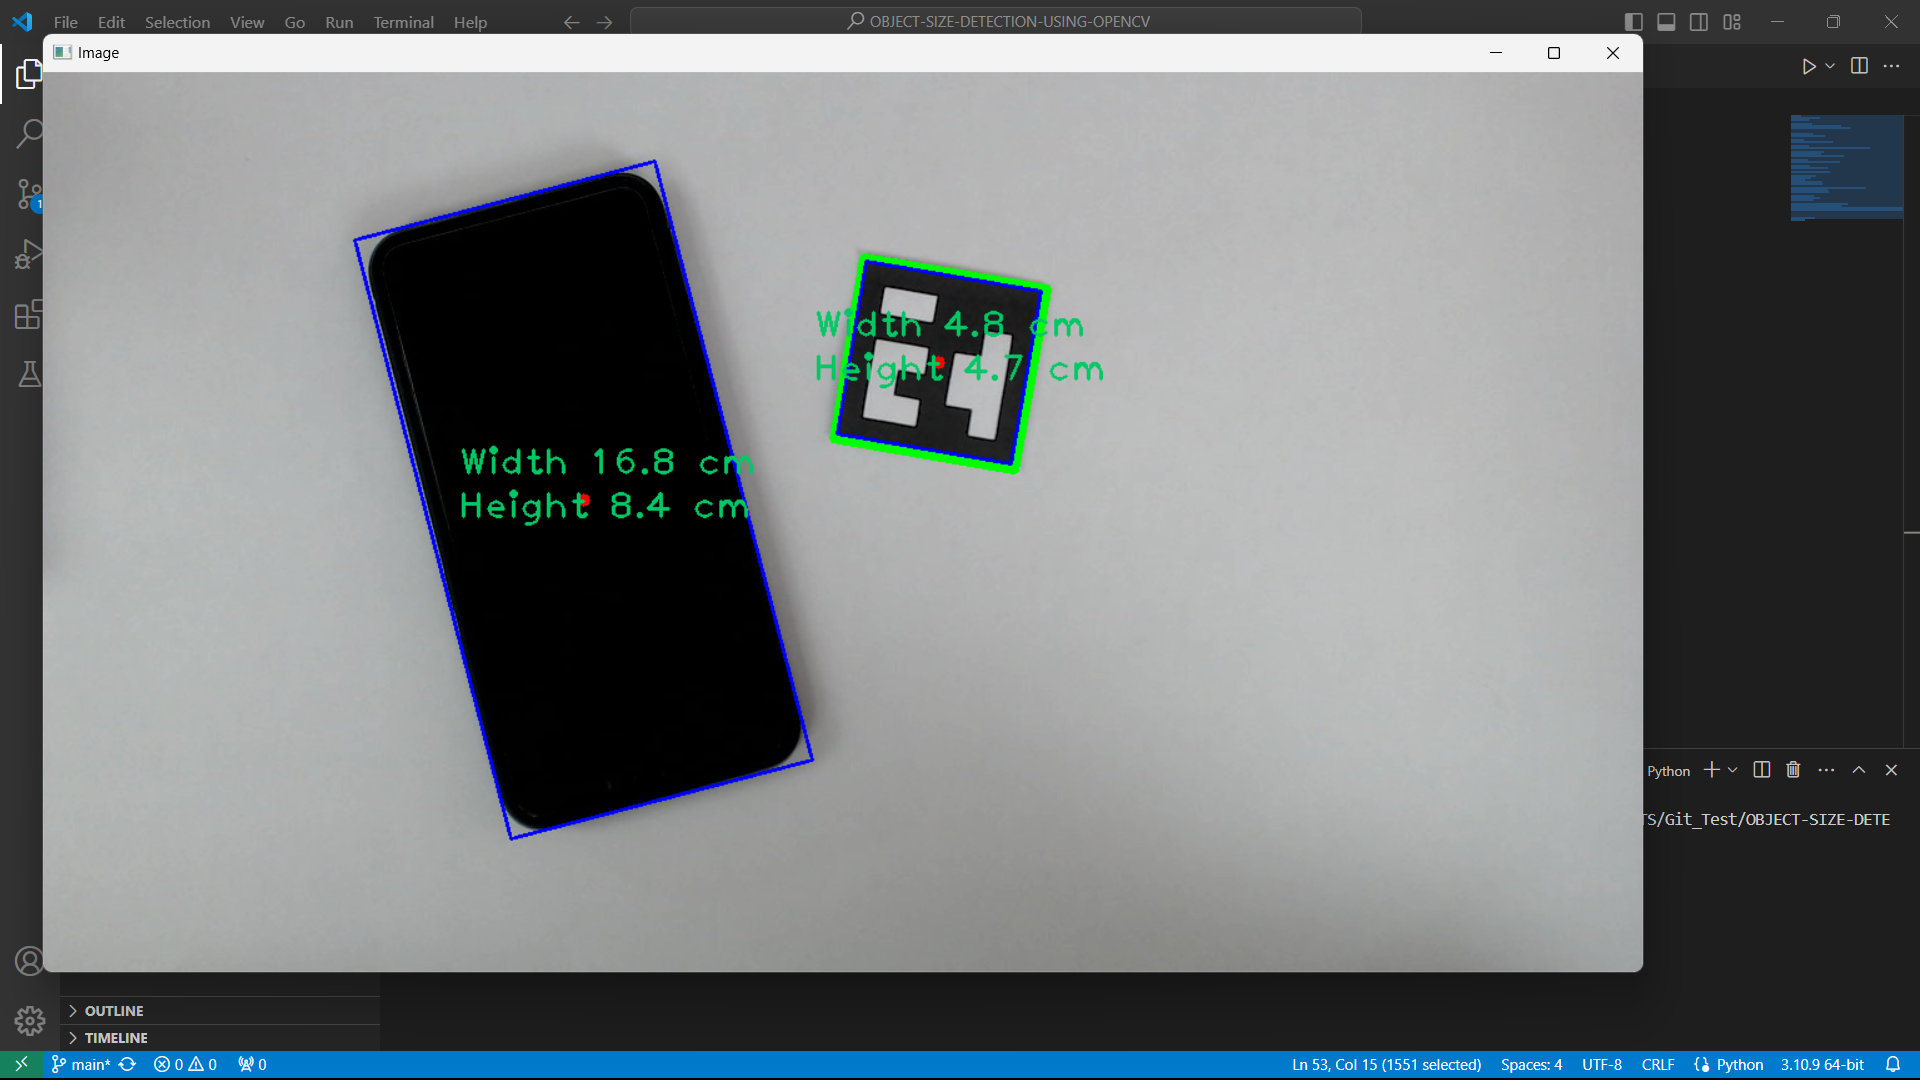 File Edit Selection View Go Run Terminal Help
OBJECT-SIZE-DETECTION-USING-OPENCV
Image
1
Width 4.8 cm
Height 4.7 cm
Width 16.8 cm
Height 8.4 cm
Python
TS/Git_Test/OBJECT-SIZE-DETE
OUTLINE
TIMELINE
main* 0 0 0 Ln 53, Col 15 (1551 selected) Spaces: 4 UTF-8 CRLF Python 3.10.9 64-bit